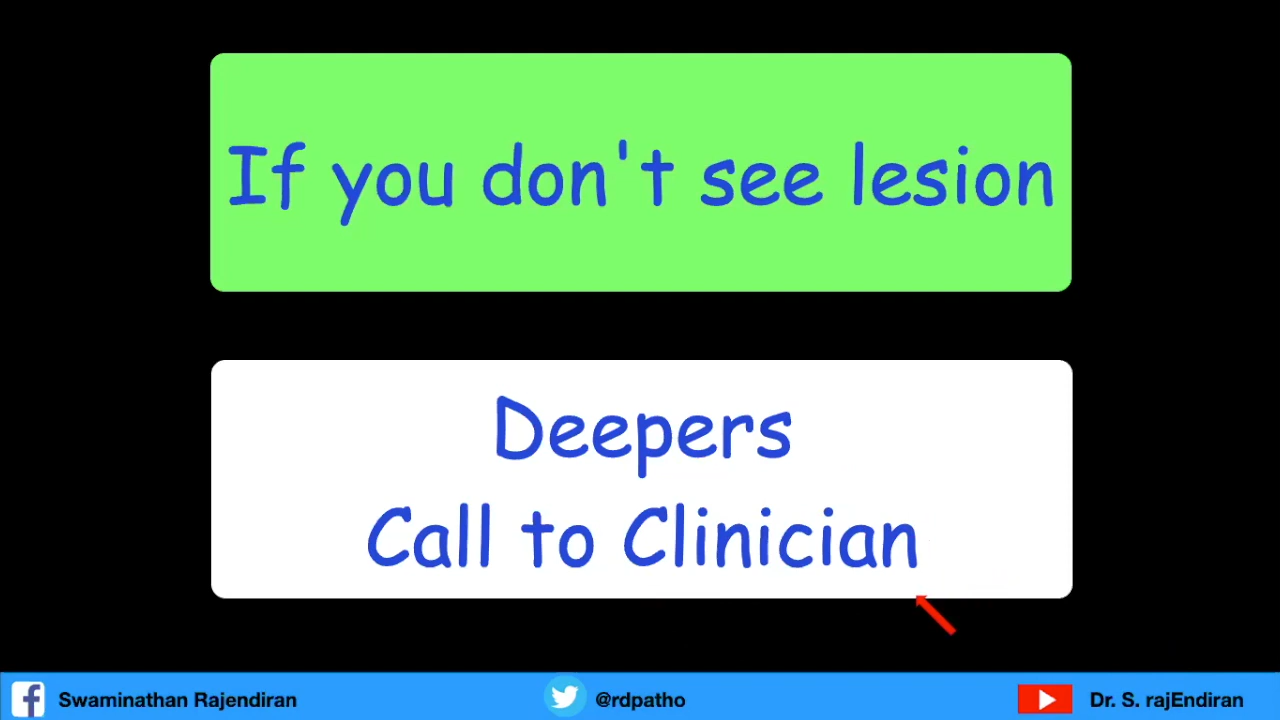 If you don't see lesion
Deepers
Call to Clinician
Swaminathan Rajendiran
@rdpatho
Dr. S. rajEndiran